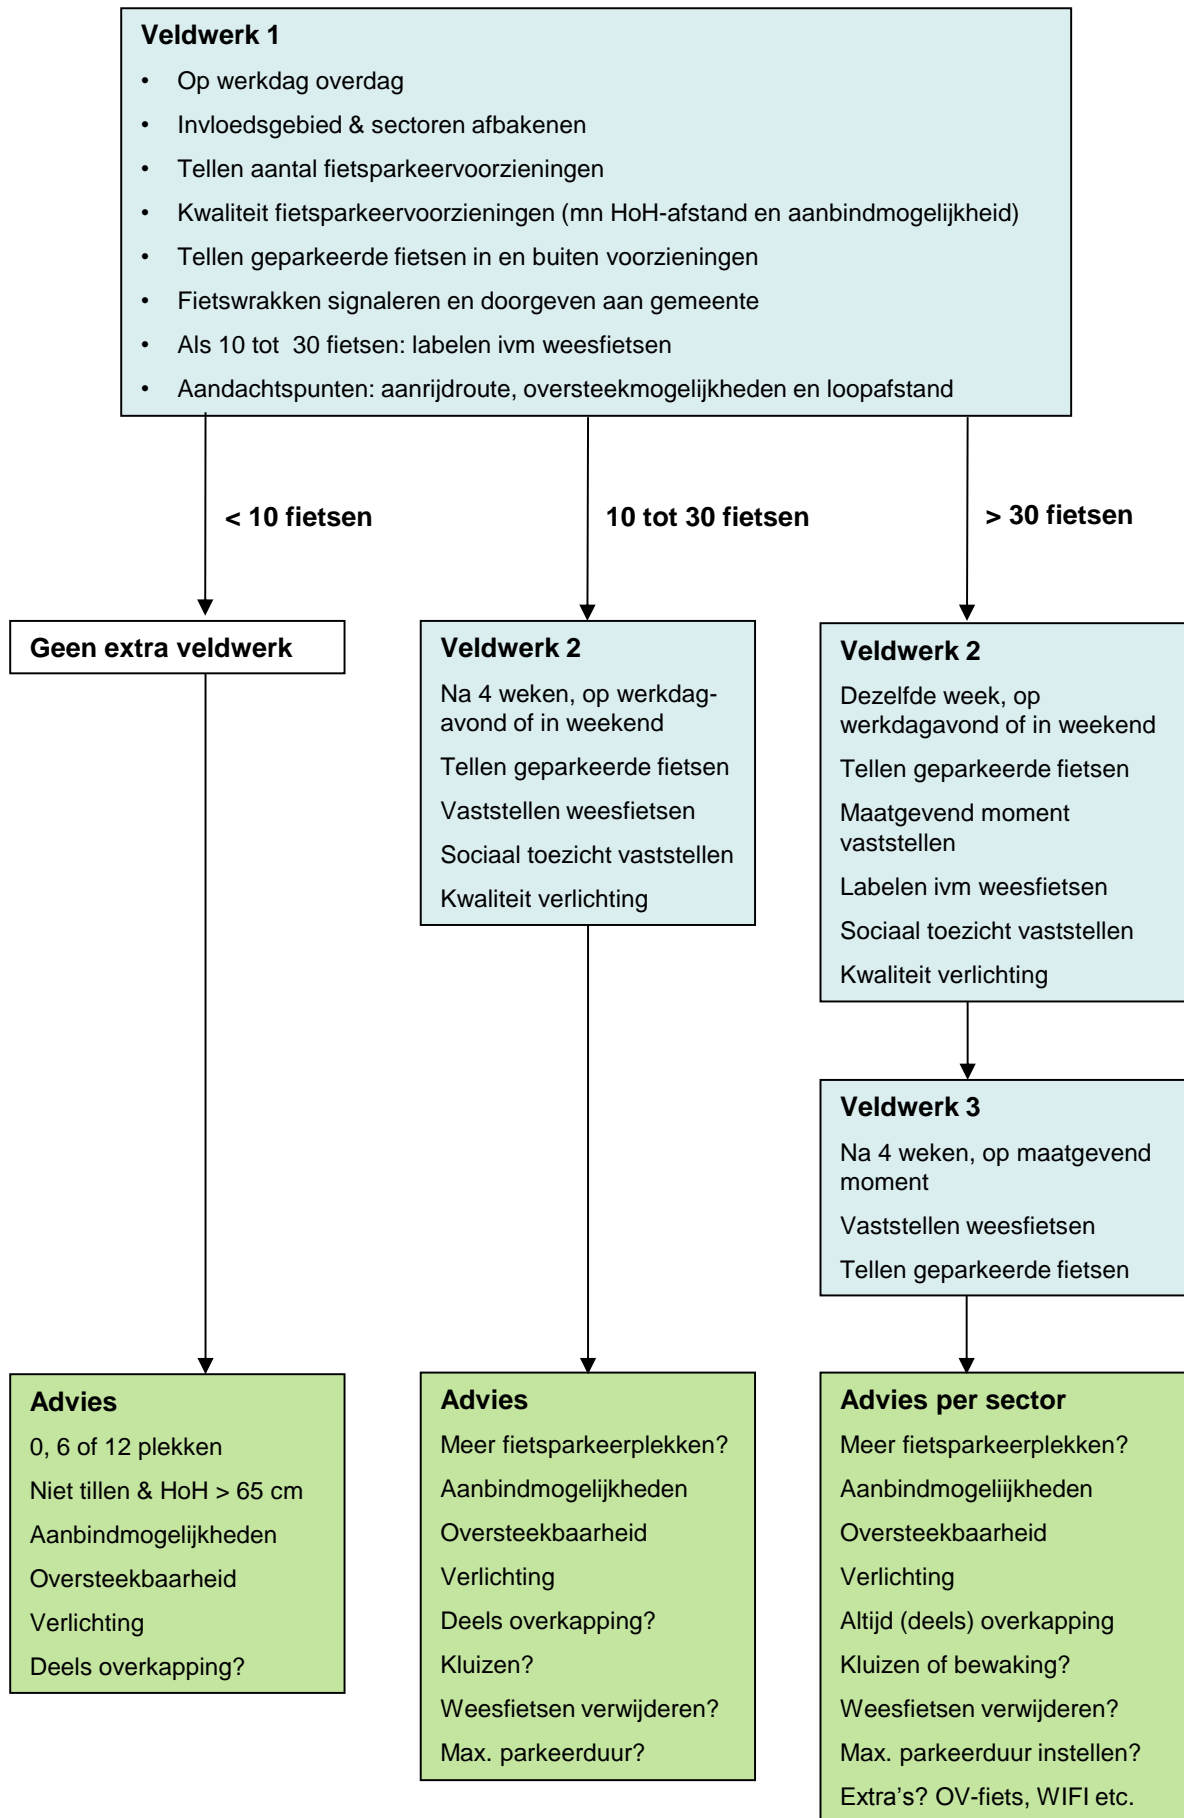 Veldwerk 1
• Op werkdag overdag
• Invloedsgebied & sectoren afbakenen
• Tellen aantal fietsparkeervoorzieningen
• Kwaliteit fietsparkeervoorzieningen (mn HoH-afstand en aanbindmogelijkheid)
• Tellen geparkeerde fietsen in en buiten voorzieningen
• Fietswrakken signaleren en doorgeven aan gemeente
• Als 10 tot 30 fietsen: labelen ivm weesfietsen
• Aandachtspunten: aanrijdroute, oversteekmogelijkheden en loopafstand
< 10 fietsen
10 tot 30 fietsen
> 30 fietsen
Geen extra veldwerk
Veldwerk 2
Na 4 weken, op werkdag-
avond of in weekend
Tellen geparkeerde fietsen
Vaststellen weesfietsen
Sociaal toezicht vaststellen
Kwaliteit verlichting
Veldwerk 2
Dezelfde week, op
werkdagavond of in weekend
Tellen geparkeerde fietsen
Maatgevend moment
vaststellen
Labelen ivm weesfietsen
Sociaal toezicht vaststellen
Kwaliteit verlichting
Veldwerk 3
Na 4 weken, op maatgevend
moment
Vaststellen weesfietsen
Tellen geparkeerde fietsen
Advies
0, 6 of 12 plekken
Niet tillen & HoH > 65 cm
Aanbindmogelijkheden
Oversteekbaarheid
Verlichting
Deels overkapping?
Advies
Meer fietsparkeerplekken?
Aanbindmogelijkheden
Oversteekbaarheid
Verlichting
Deels overkapping?
Kluizen?
Weesfietsen verwijderen?
Max. parkeerduur?
Advies per sector
Meer fietsparkeerplekken?
Aanbindmogeliijkheden
Oversteekbaarheid
Verlichting
Altijd (deels) overkapping
Kluizen of bewaking?
Weesfietsen verwijderen?
Max. parkeerduur instellen?
Extra's? OV-fiets, WIFI etc.